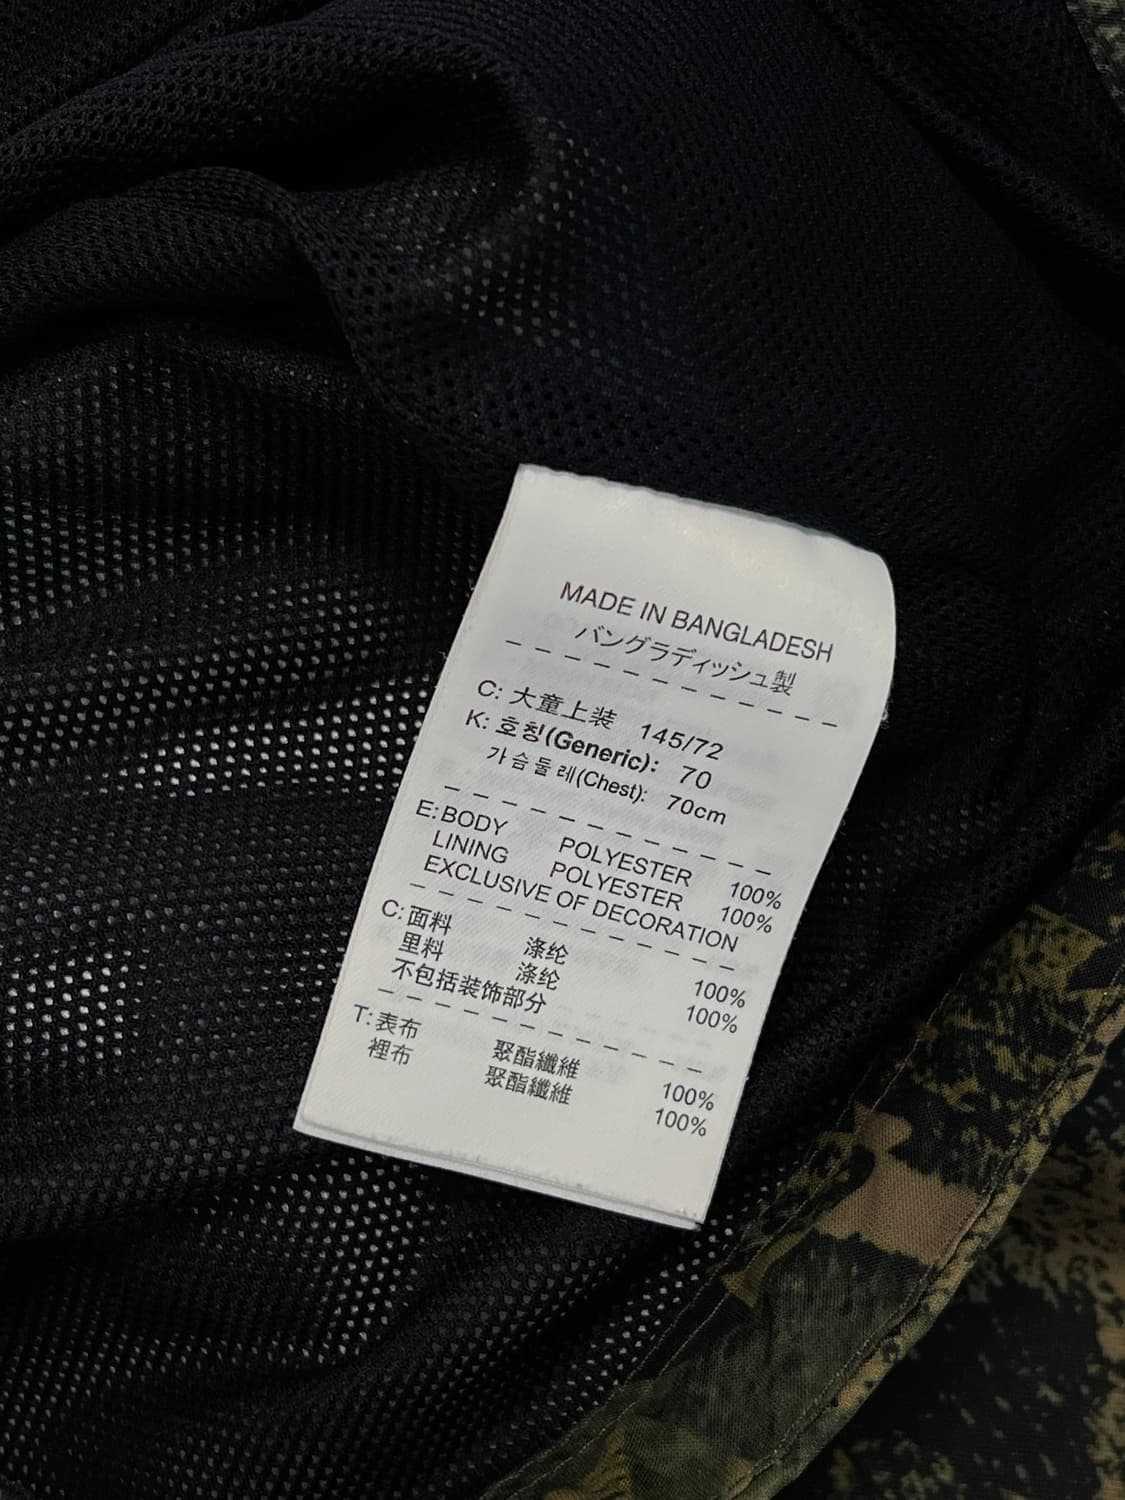 MADE IN BANGLADESH
バングラディッシュ製
C: 大童上装 145/72
K: 호칭(Generic): 70
가슴둘레(Chest): 70cm
E: BODY POLYESTER 100%
LINING POLYESTER 100%
EXCLUSIVE OF DECORATION
C: 面料 涤纶 100%
里料 涤纶 100%
不包括装饰部分
T: 表布 聚酯纖維 100%
裡布 聚酯纖維 100%